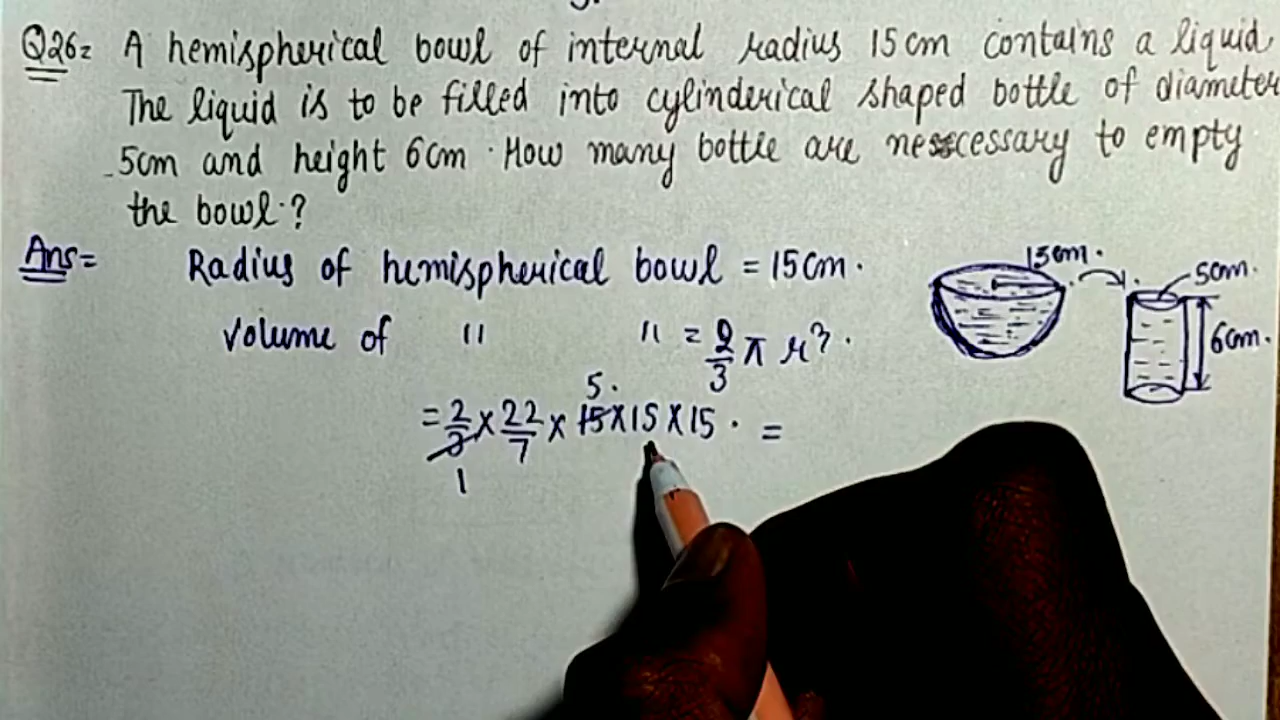 Q26= A hemispherical bowl of internal radius 15cm contains a liquid.
The liquid is to be filled into cylinderical shaped bottle of diameter
5cm and height 6cm. How many bottle are nesscessary to empty
the bowl.?
Ans= Radius of hemispherical bowl = 15cm.
Volume of " " = 2/3 π r³.
= 2/3 × 22/7 × 15 × 15 × 15. =
5.
1
15cm.
5cm.
6cm.